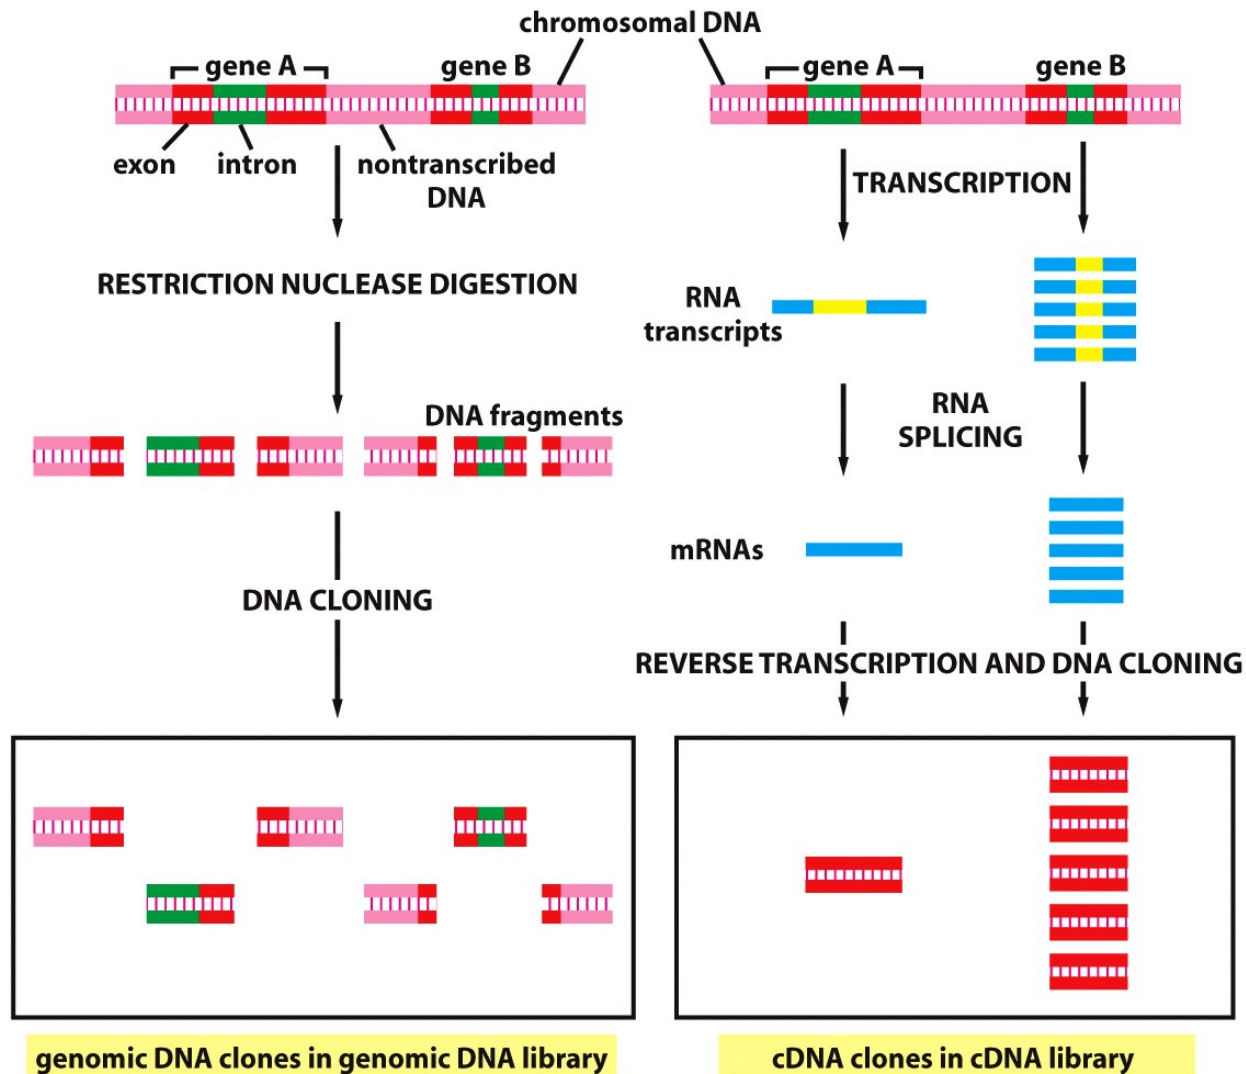 chromosomal DNA
gene A
gene B
exon
intron
nontranscribed
DNA
RESTRICTION NUCLEASE DIGESTION
DNA fragments
DNA CLONING
genomic DNA clones in genomic DNA library
gene A
gene B
TRANSCRIPTION
RNA
transcripts
RNA
SPLICING
mRNAs
REVERSE TRANSCRIPTION AND DNA CLONING
cDNA clones in cDNA library